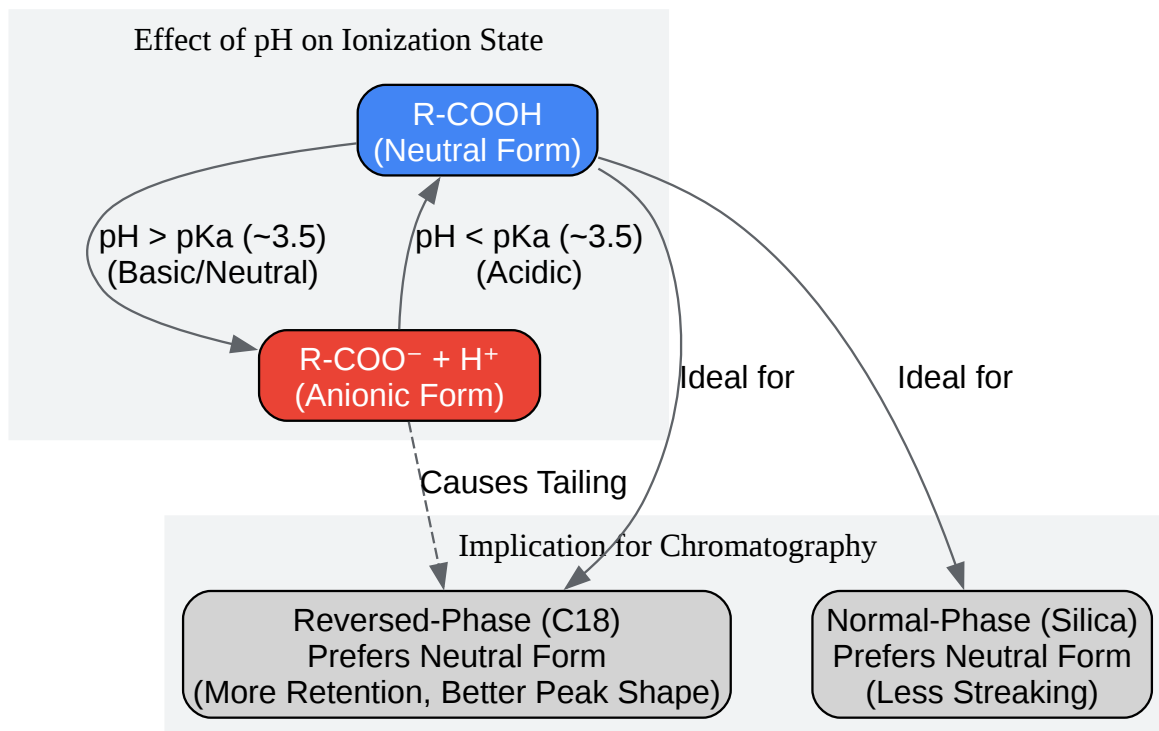 Effect of pH on Ionization State
R-COOH
(Neutral Form)
pH > pKa (~3.5)
(Basic/Neutral)
pH < pKa (~3.5)
(Acidic)
R-COO⁻ + H⁺
(Anionic Form)
Ideal for
Ideal for
Causes Tailing
Implication for Chromatography
Reversed-Phase (C18)
Prefers Neutral Form
(More Retention, Better Peak Shape)
Normal-Phase (Silica)
Prefers Neutral Form
(Less Streaking)